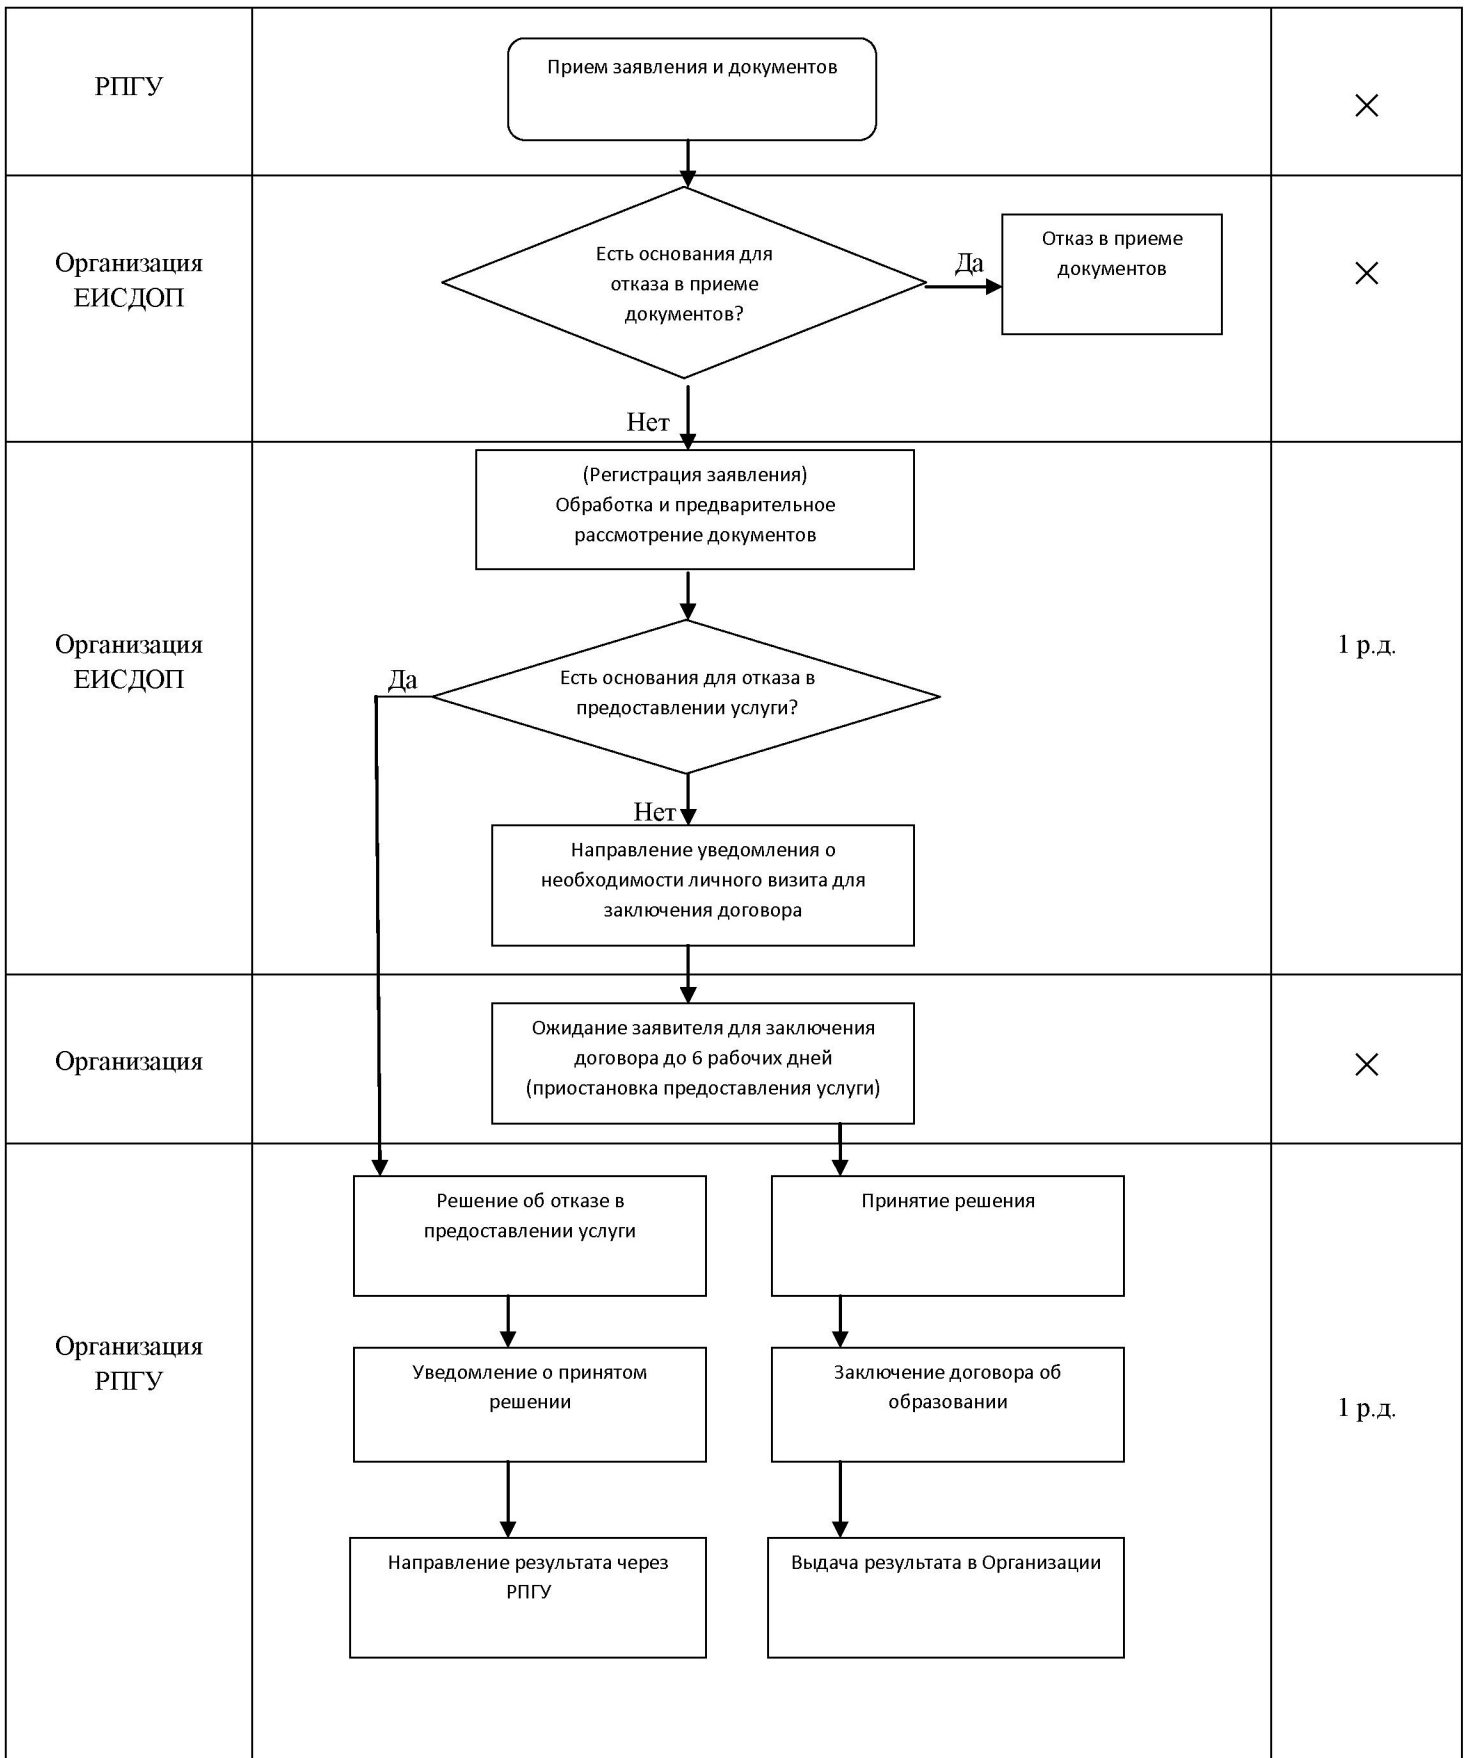 РПГУ
Прием заявления и документов
×
Организация
ЕИСДОП
Есть основания для
отказа в приеме
документов?
Да
Отказ в приеме
документов
×
Нет
Организация
ЕИСДОП
(Регистрация заявления)
Обработка и предварительное
рассмотрение документов
Есть основания для отказа в
предоставлении услуги?
Да
Нет
Направление уведомления о
необходимости личного визита для
заключения договора
1 р.д.
Организация
Ожидание заявителя для заключения
договора до 6 рабочих дней
(приостановка предоставления услуги)
×
Организация
РПГУ
Решение об отказе в
предоставлении услуги
Уведомление о принятом
решении
Направление результата через
РПГУ
Принятие решения
Заключение договора об
образовании
Выдача результата в Организации
1 р.д.